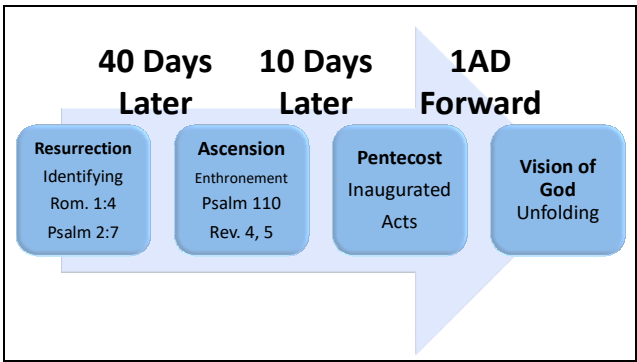 40 Days
Later
10 Days
Later
1AD
Forward
Resurrection
Identifying
Rom. 1:4
Psalm 2:7
Ascension
Enthronement
Psalm 110
Rev. 4, 5
Pentecost
Inaugurated
Acts
Vision of
God
Unfolding